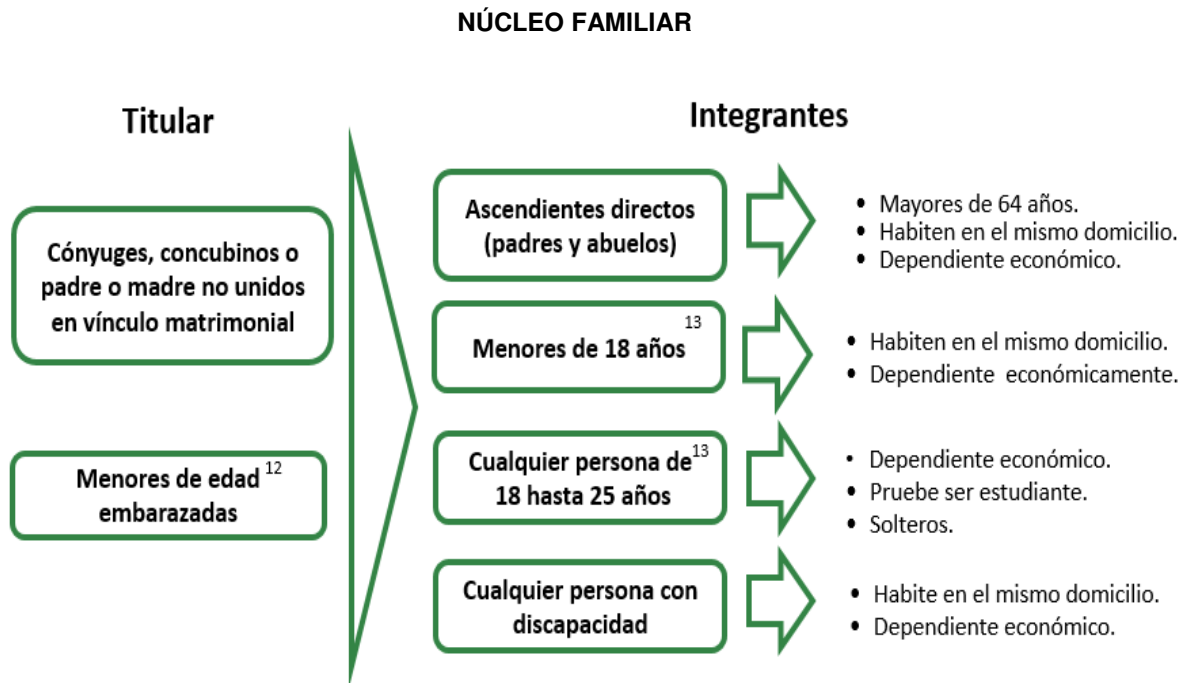 NÚCLEO FAMILIAR
Titular
Cónyuges, concubinos o
padre o madre no unidos
en vínculo matrimonial
Menores de edad 12
embarazadas
Integrantes
Ascendientes directos
(padres y abuelos)
• Mayores de 64 años.
• Habiten en el mismo domicilio.
• Dependiente económico.
Menores de 18 años 13
• Habiten en el mismo domicilio.
• Dependiente económicamente.
Cualquier persona de 13
18 hasta 25 años
• Dependiente económico.
• Pruebe ser estudiante.
• Solteros.
Cualquier persona con
discapacidad
• Habite en el mismo domicilio.
• Dependiente económico.